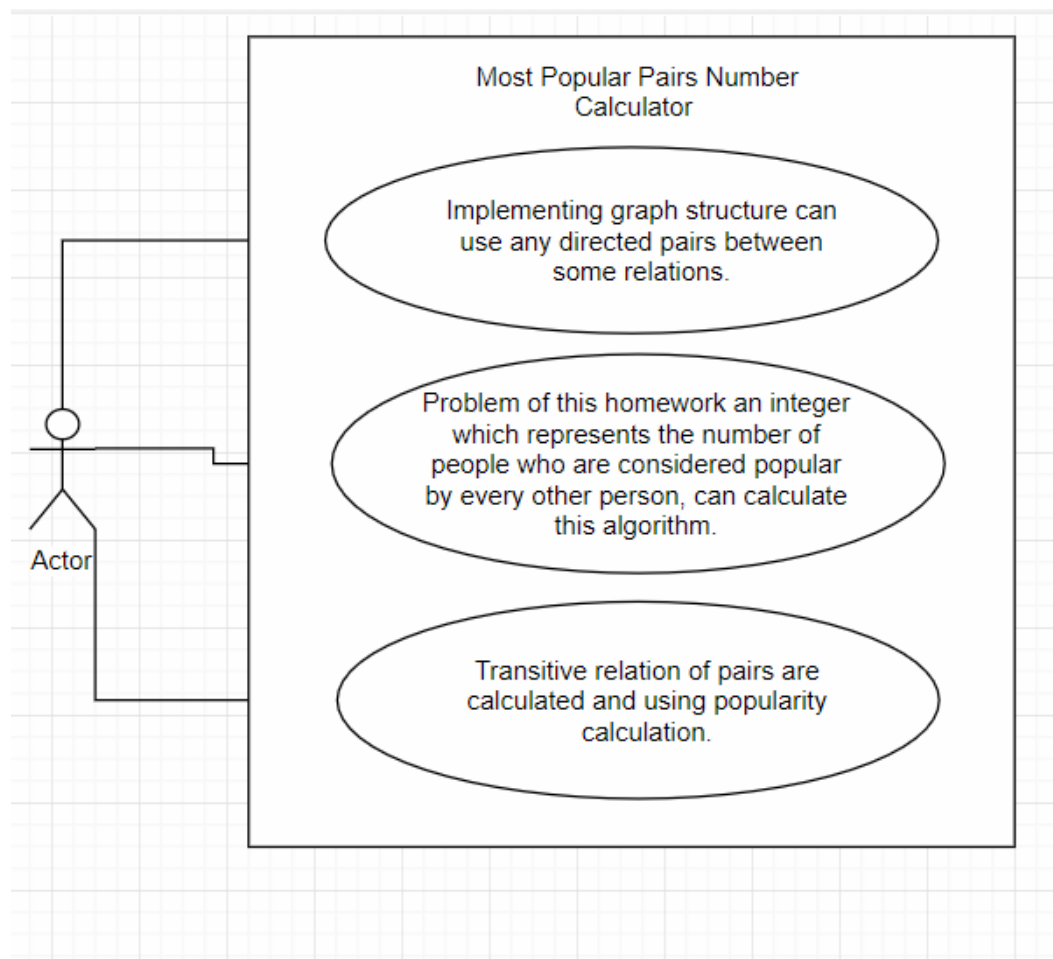 Most Popular Pairs Number
Calculator
Implementing graph structure can
use any directed pairs between
some relations.
Problem of this homework an integer
which represents the number of
people who are considered popular
by every other person, can calculate
this algorithm.
Actor
Transitive relation of pairs are
calculated and using popularity
calculation.